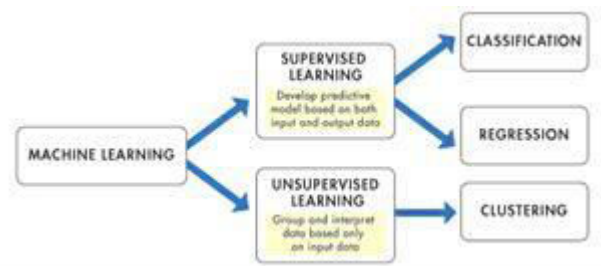 MACHINE LEARNING
SUPERVISED
LEARNING
Develop predictive
model based on both
input and output data
CLASSIFICATION
REGRESSION
UNSUPERVISED
LEARNING
Group and interpret
data based only
on input data
CLUSTERING